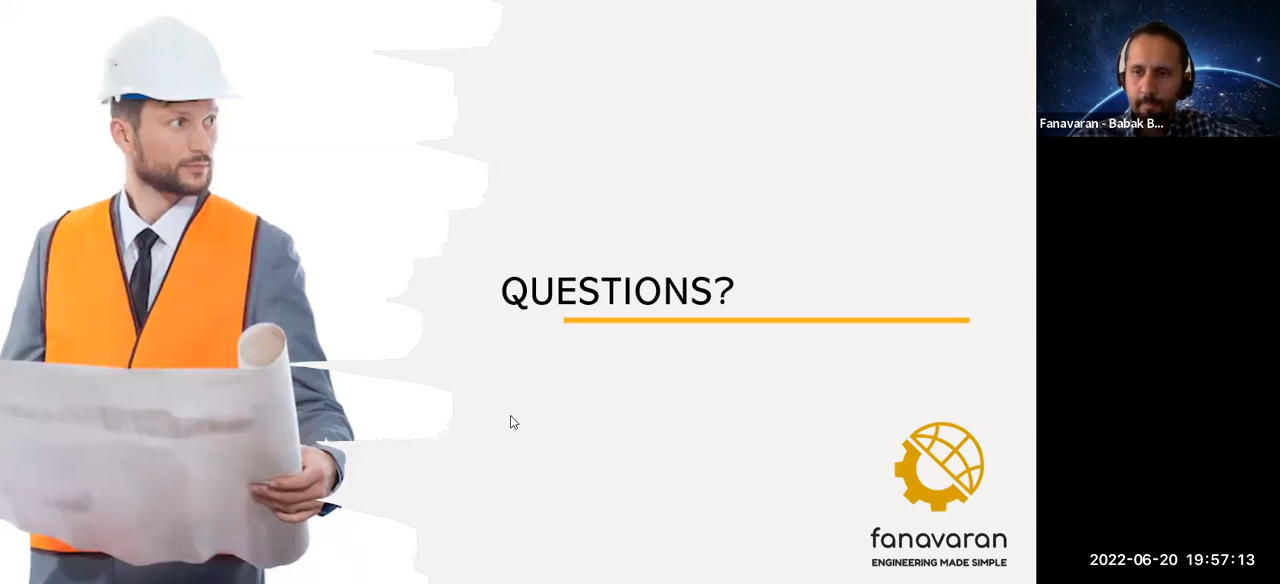 QUESTIONS?
fanavaran
ENGINEERING MADE SIMPLE
Fanavaran - Babak B...
2022-06-20 19:57:13